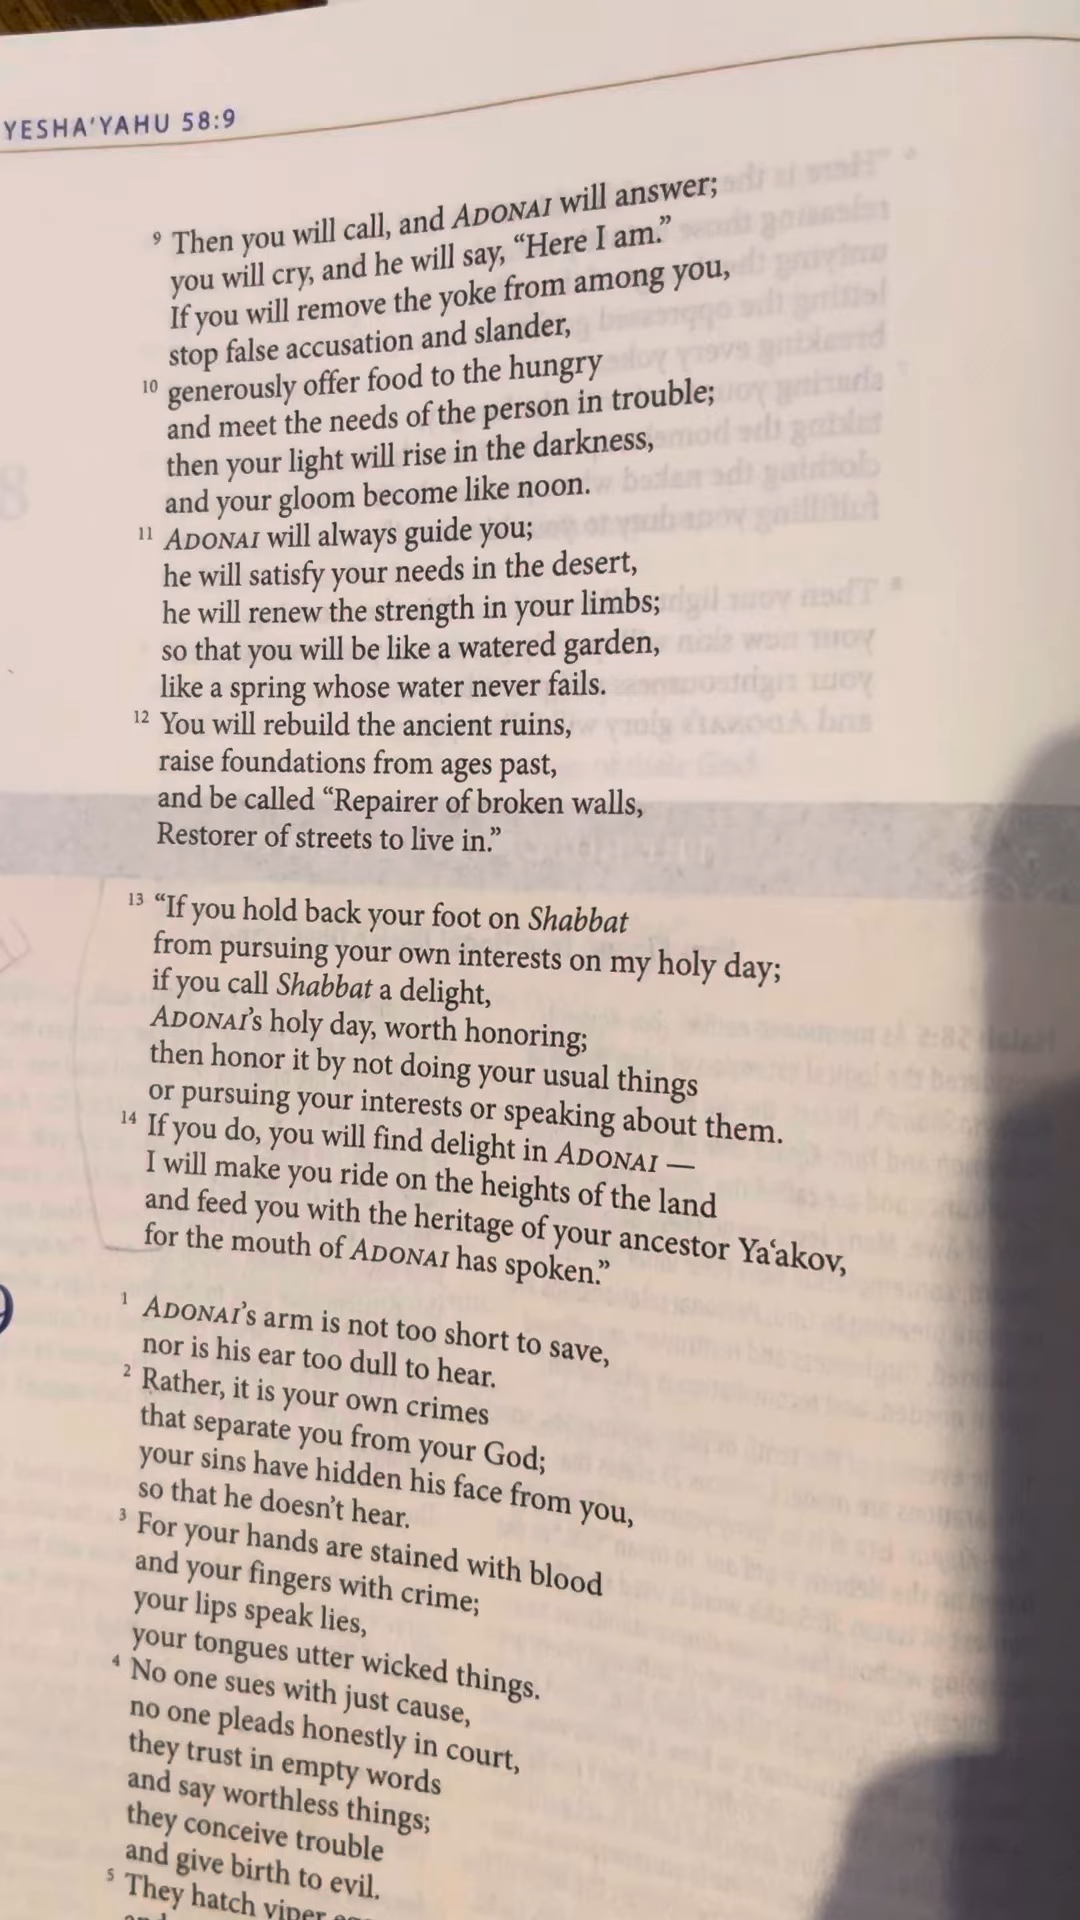 YESHA'YAHU 58:9
9 Then you will call, and ADONAI will answer;
you will cry, and he will say, “Here I am.”
If you will remove the yoke from among you,
stop false accusation and slander,
10 generously offer food to the hungry
and meet the needs of the person in trouble;
then your light will rise in the darkness,
and your gloom become like noon.
11 ADONAI will always guide you;
he will satisfy your needs in the desert,
he will renew the strength in your limbs;
so that you will be like a watered garden,
like a spring whose water never fails.
12 You will rebuild the ancient ruins,
raise foundations from ages past,
and be called “Repairer of broken walls,
Restorer of streets to live in.”
13 “If you hold back your foot on Shabbat
from pursuing your own interests on my holy day;
if you call Shabbat a delight,
ADONAI’s holy day, worth honoring;
then honor it by not doing your usual things
or pursuing your interests or speaking about them.
14 If you do, you will find delight in ADONAI —
I will make you ride on the heights of the land
and feed you with the heritage of your ancestor Ya‘akov,
for the mouth of ADONAI has spoken.”
1 ADONAI’s arm is not too short to save,
nor is his ear too dull to hear.
2 Rather, it is your own crimes
that separate you from your God;
your sins have hidden his face from you,
so that he doesn’t hear.
3 For your hands are stained with blood
and your fingers with crime;
your lips speak lies,
your tongues utter wicked things.
4 No one sues with just cause,
no one pleads honestly in court,
they trust in empty words
and say worthless things;
they conceive trouble
and give birth to evil.
5 They hatch viper